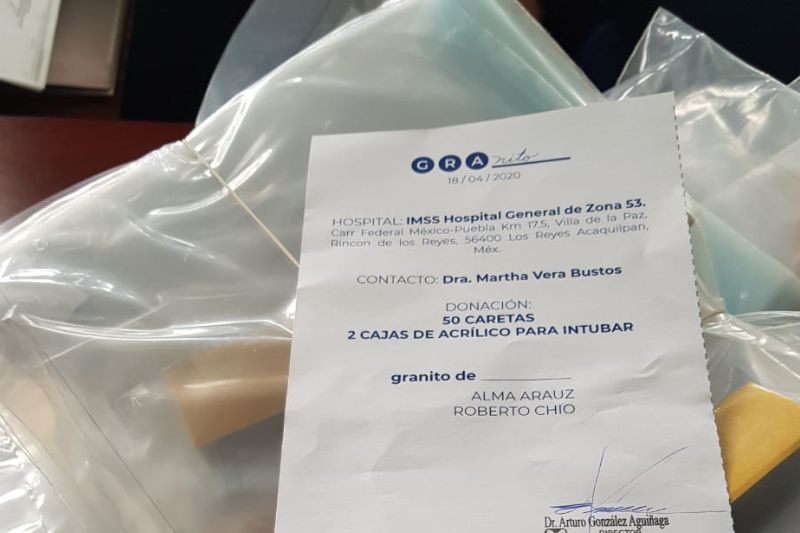 GRAnito
18/04/2020
HOSPITAL: IMSS Hospital General de Zona 53.
Carr Federal México-Puebla Km 17.5, Villa de la Paz,
Rincon de los Reyes, 56400 Los Reyes Acaquilpan,
Méx.
CONTACTO: Dra. Martha Vera Bustos
DONACIÓN:
50 CARETAS
2 CAJAS DE ACRÍLICO PARA INTUBAR
granito de
ALMA ARAUZ
ROBERTO CHÍO
Dr. Arturo González Aguiñaga
DIRECTOR